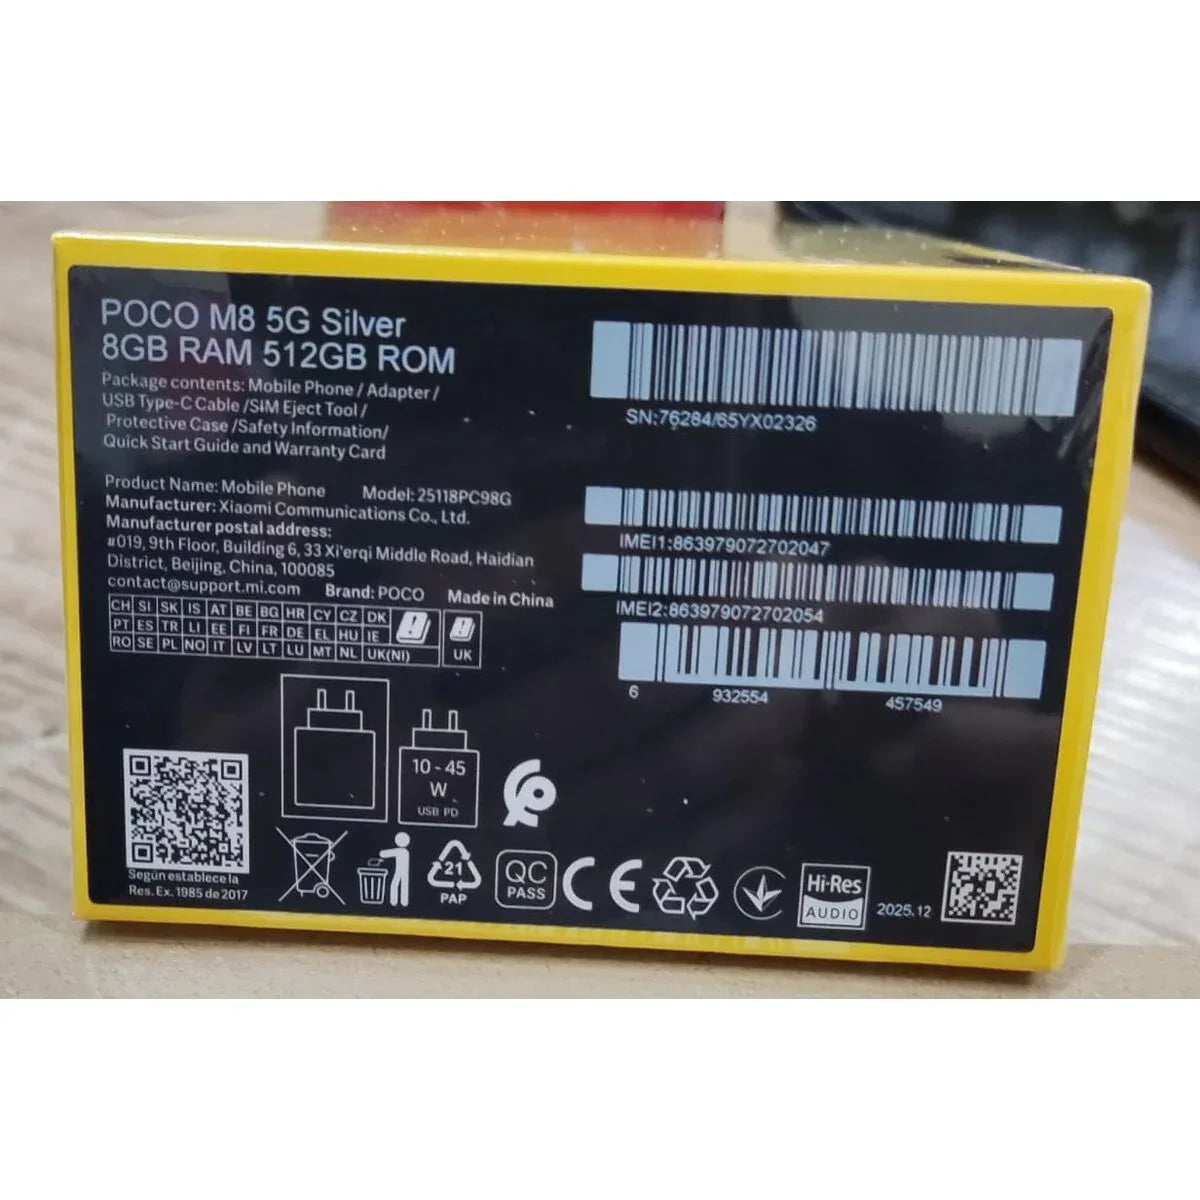 POCO M8 5G Silver
8GB RAM 512GB ROM
Package contents: Mobile Phone / Adapter /
USB Type-C Cable /SIM Eject Tool /
Protective Case /Safety Information/
Quick Start Guide and Warranty Card
Product Name: Mobile Phone Model: 25118PC98G
Manufacturer: Xiaomi Communications Co., Ltd.
Manufacturer postal address:
#019, 9th Floor, Building 6, 33 Xi'erqi Middle Road, Haidian
District, Beijing, China, 100085
contact@support.mi.com Brand: POCO Made in China
CH SI SK IS AT BE BG HR CY CZ DK
PT ES TR LI EE FI FR DE EL HU IE
RO SE PL NO IT LV LT LU MT NL UK(NI)
UK
SN:76284/65YX02326
IMEI1:863979072702047
IMEI2:863979072702054
6 932554 457549
10 - 45
W
USB PD
Según establece la
Res. Ex. 1985 de 2017
21
PAP
QC
PASS
CE
Hi-Res
AUDIO
2025.12